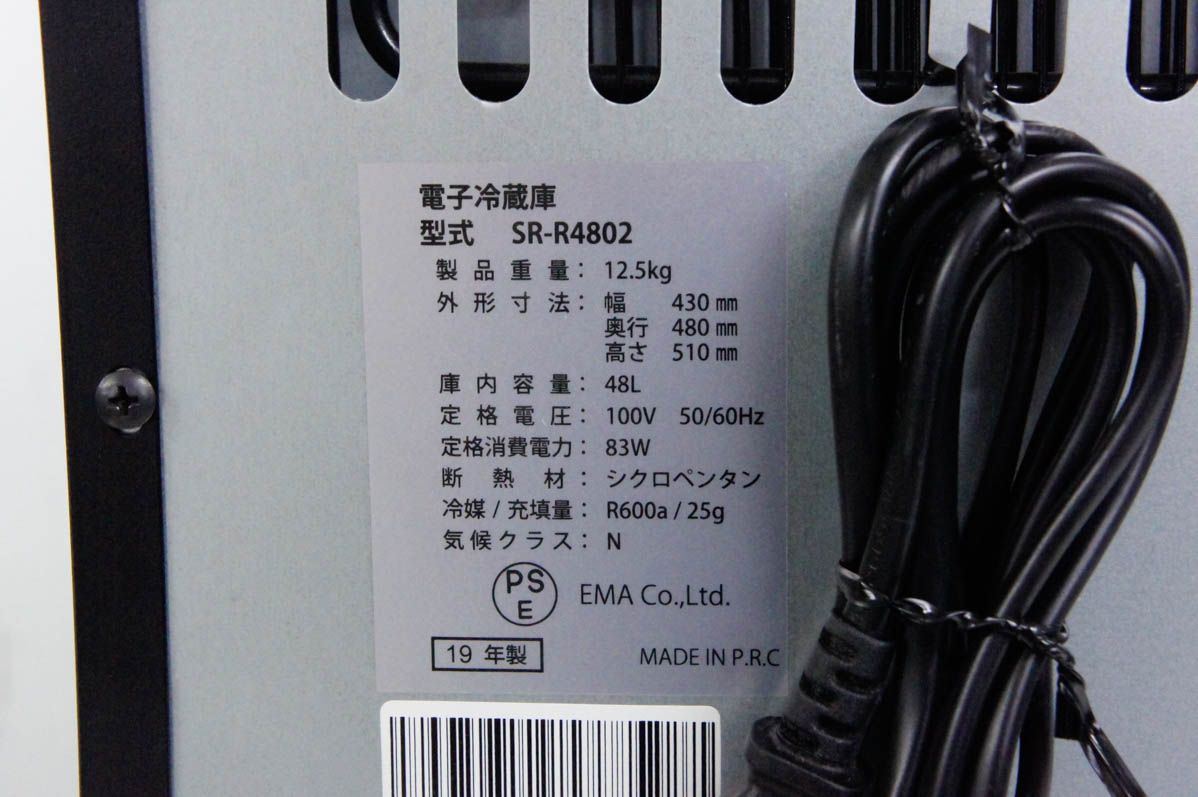 電子冷蔵庫
型式 SR-R4802
製品重量： 12.5kg
外形寸法： 幅 430 ㎜
奥行 480 ㎜
高さ 510 ㎜
庫内容量： 48L
定格電圧： 100V 50/60Hz
定格消費電力： 83W
断熱材： シクロペンタン
冷媒 / 充填量： R600a / 25g
気候クラス： N
PS
E
EMA Co.,Ltd.
19 年製
MADE IN P.R.C